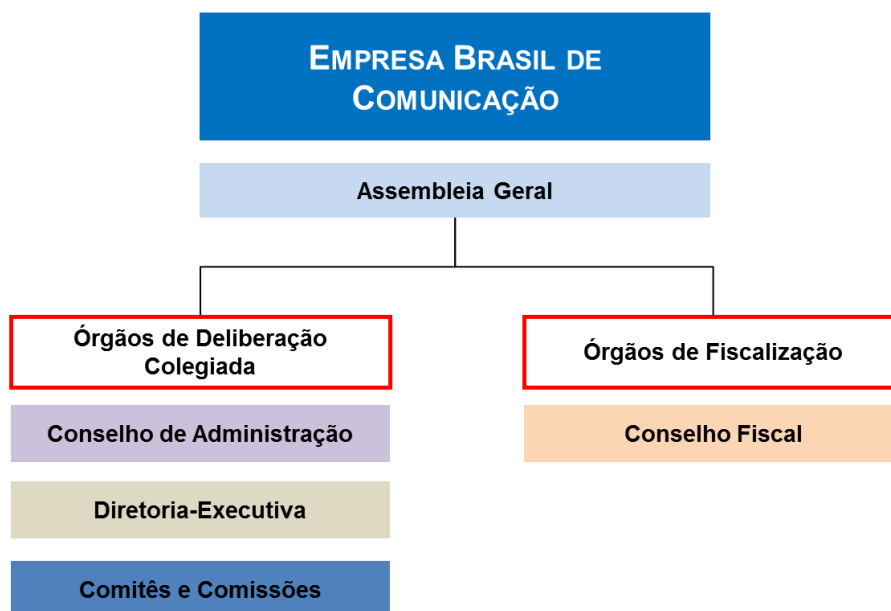 EMPRESA BRASIL DE
COMUNICAÇÃO
Assembleia Geral
Órgãos de Deliberação
Colegiada
Órgãos de Fiscalização
Conselho de Administração
Conselho Fiscal
Diretoria-Executiva
Comitês e Comissões